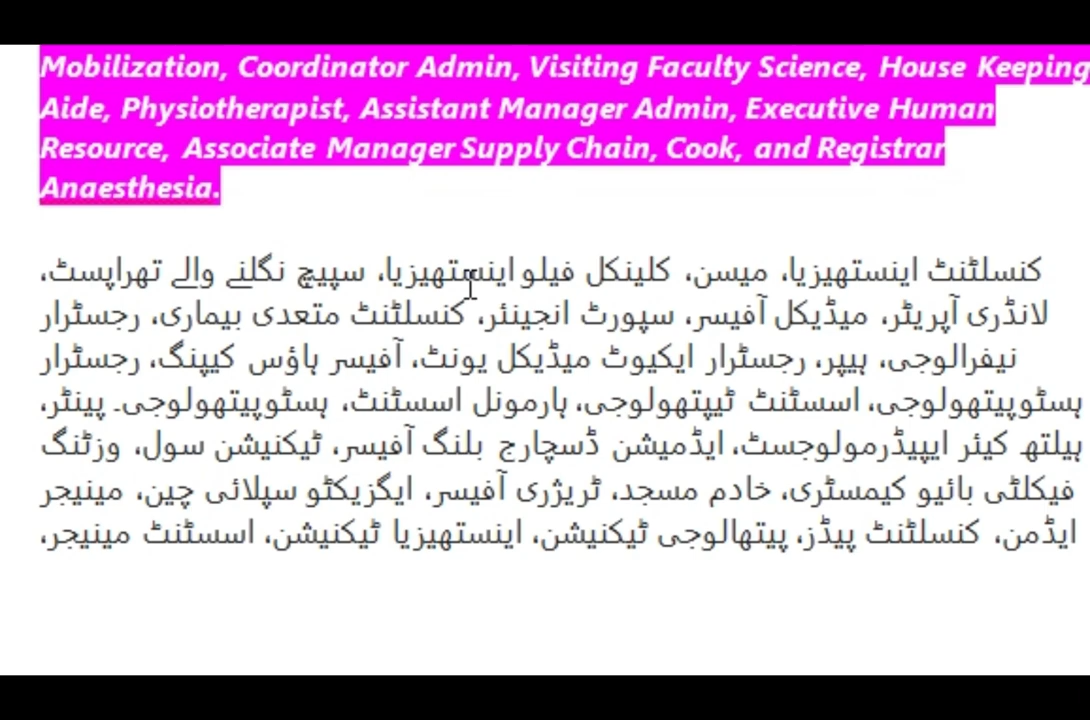 Mobilization, Coordinator Admin, Visiting Faculty Science, House Keeping
Aide, Physiotherapist, Assistant Manager Admin, Executive Human
Resource, Associate Manager Supply Chain, Cook, and Registrar
Anaesthesia.
کنسلٹنٹ اینستھیزیا، میسن، کلینکل فیلو اینستھیزیا، سپیچ نگلنے والے تھراپسٹ،
لانڈری آپریٹر، میڈیکل آفیسر، سپورٹ انجینئر، کنسلٹنٹ متعدی بیماری، رجسٹرار
نیفرالوجی، ہیپر، رجسٹرار ایکیوٹ میڈیکل یونٹ، آفیسر ہاؤس کیپنگ، رجسٹرار
ہسٹوپیتھولوجی، اسسٹنٹ ٹیپتھولوجی، ہارمونل اسسٹنٹ، ہسٹوپیتھولوجی۔ پینٹر،
ہیلتھ کیئر ایپیڈرمولوجسٹ، ایڈمیشن ڈسچارج بلنگ آفیسر، ٹیکنیشن سول، وزٹنگ
فیکلٹی بائیو کیمسٹری، خادم مسجد، ٹریژری آفیسر، ایگزیکٹو سپلائی چین، مینیجر
ایڈمن، کنسلٹنٹ پیڈز، پیتھالوجی ٹیکنیشن، اینستھیزیا ٹیکنیشن، اسسٹنٹ مینیجر،